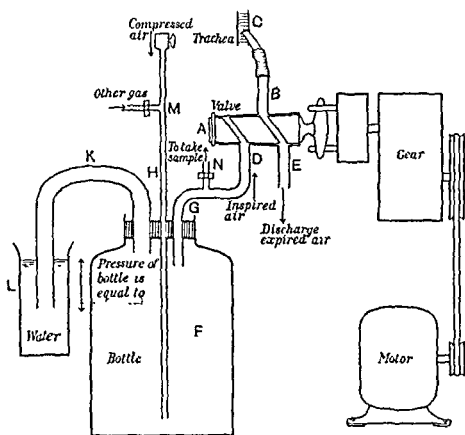 Compressed
air
C
Trachea
Other gas
M
B
Valve
A
To take
sample
N
D
E
Gear
K
H
G
Inspired
air
Discharge
expired air
L
Pressure of
bottle is
equal to
Water
Bottle
F
Motor